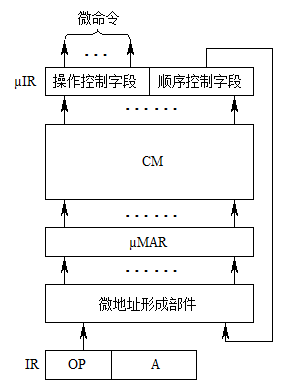 微命令
...
μIR 操作控制字段 顺序控制字段
......
CM
......
μMAR
......
微地址形成部件
IR OP A